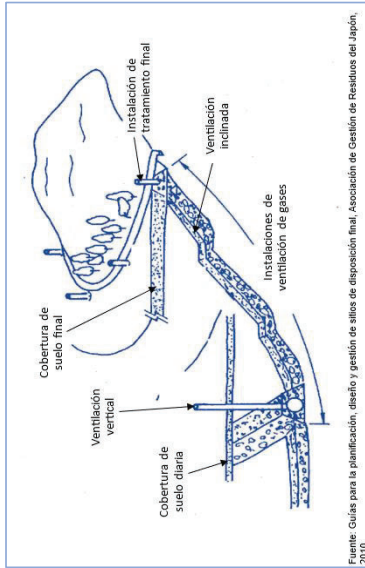 Instalación de
tratamiento final
Cobertura de
suelo final
Ventilación
inclinada
Ventilación
vertical
Instalaciones de
ventilación de gases
Cobertura de
suelo diaria
Fuente: Guías para la planificación, diseño y gestión de sitios de disposición final, Asociación de Gestión de Residuos del Japón,
2010